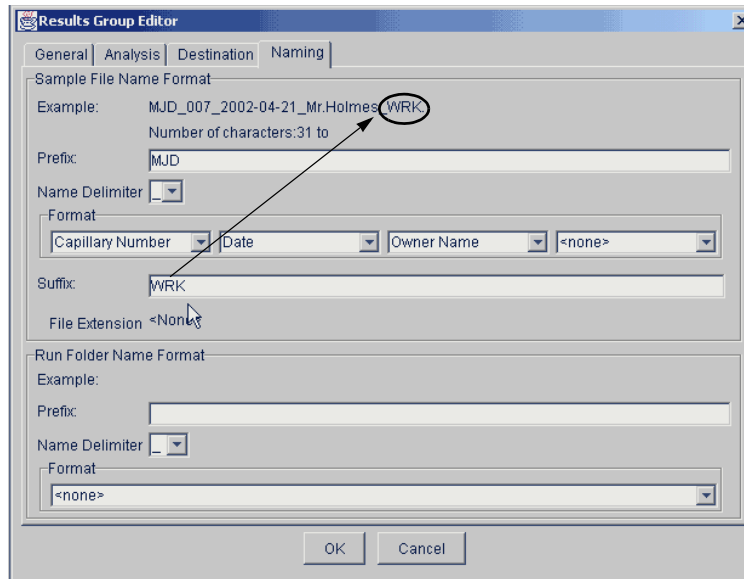 Results Group Editor
General Analysis Destination Naming
Sample File Name Format
Example: MJD_007_2002-04-21_Mr.Holmes_WRK.
Number of characters:31 to
Prefix: MJD
Name Delimiter _
Format
Capillary Number Date Owner Name <none>
Suffix: WRK
File Extension <None>
Run Folder Name Format
Example:
Prefix:
Name Delimiter _
Format
<none>
OK Cancel